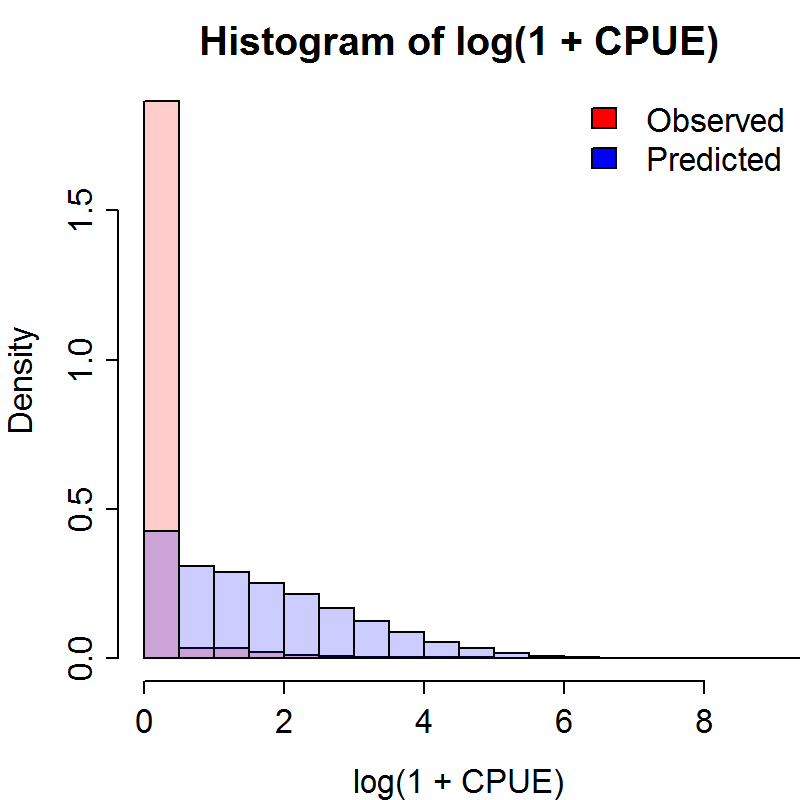 Histogram of log(1 + CPUE)
Observed
Predicted
Density
1.5
1.0
0.5
0.0
0 2 4 6 8
log(1 + CPUE)